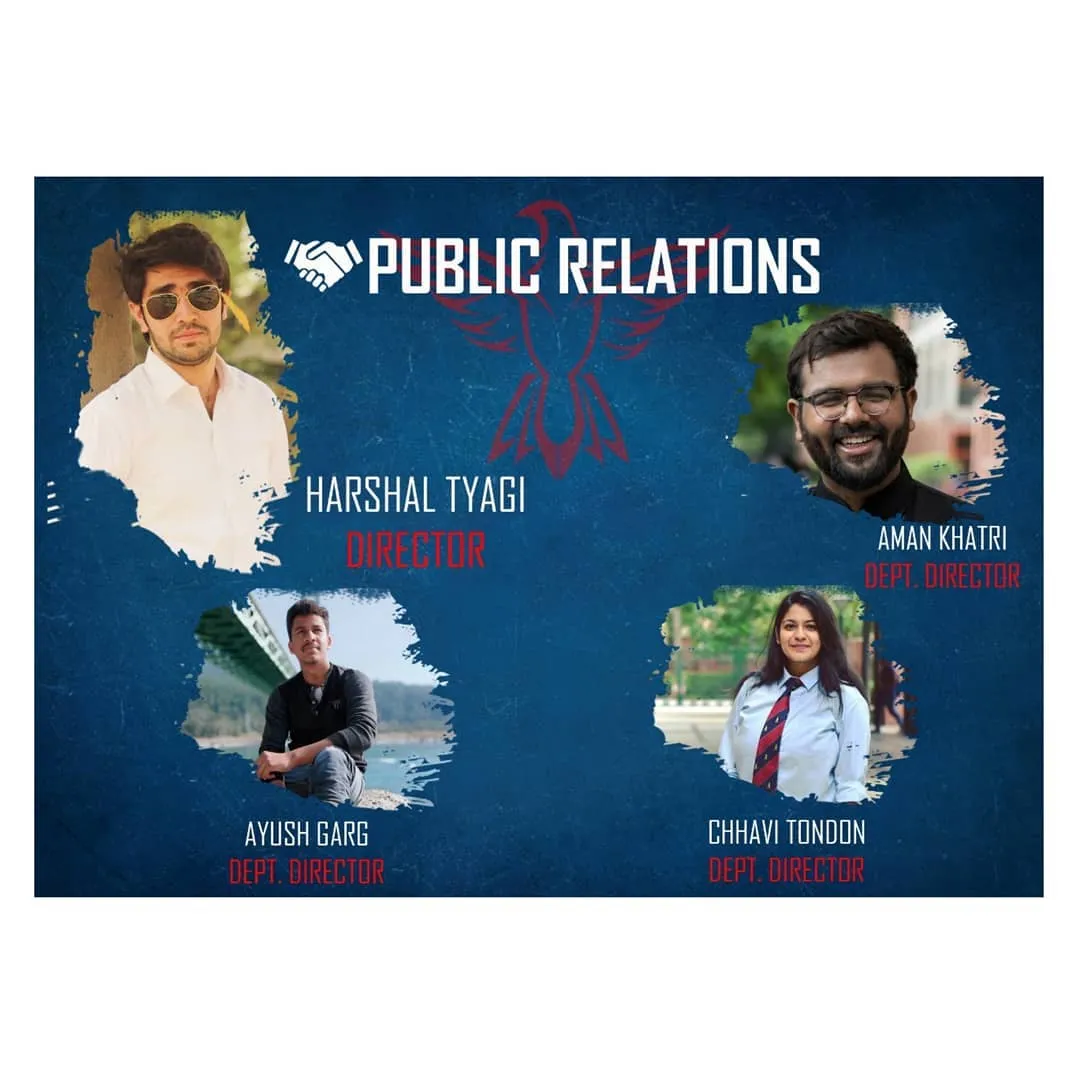 PUBLIC RELATIONS
HARSHAL TYAGI
DIRECTOR
AMAN KHATRI
DEPT. DIRECTOR
AYUSH GARG
DEPT. DIRECTOR
CHHAVI TONDON
DEPT. DIRECTOR